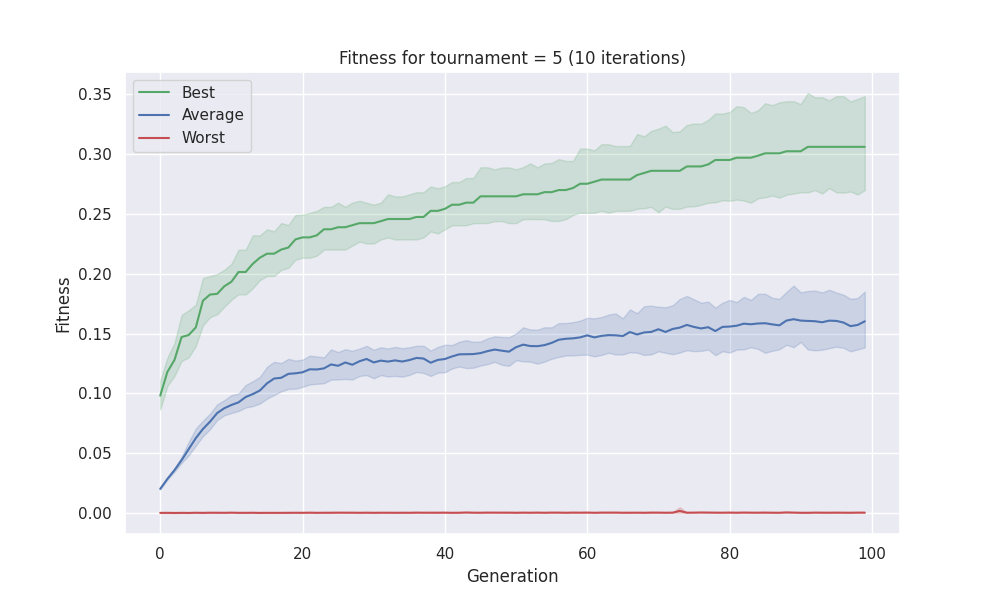 Fitness for tournament = 5 (10 iterations)
Best
Average
Worst
0.35
0.30
0.25
0.20
0.15
0.10
0.05
0.00
Fitness
0 20 40 60 80 100
Generation